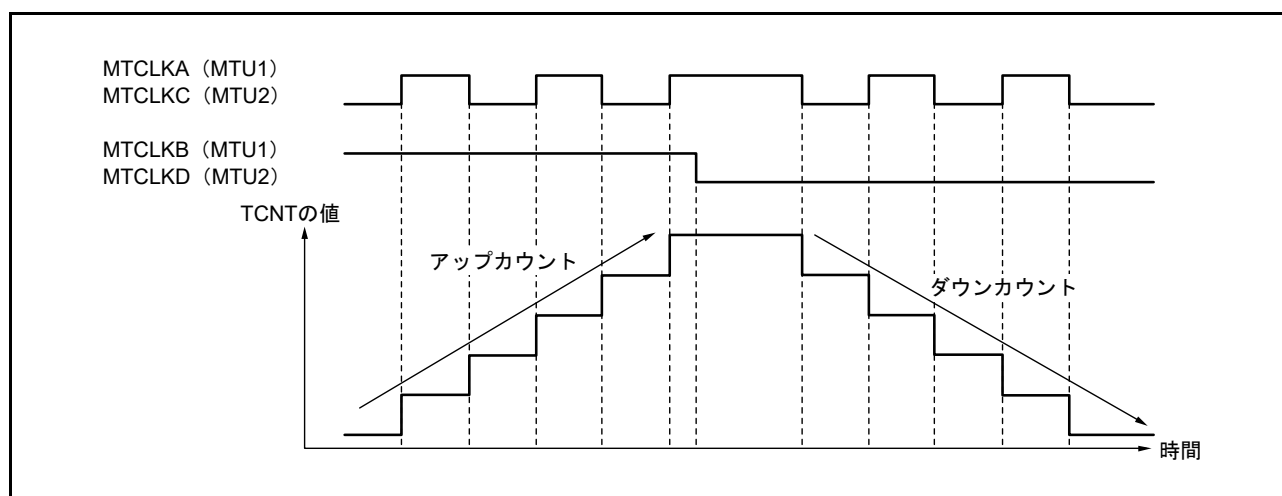 MTCLKA（MTU1）
MTCLKC（MTU2）
MTCLKB（MTU1）
MTCLKD（MTU2）
TCNTの値
アップカウント
ダウンカウント
時間